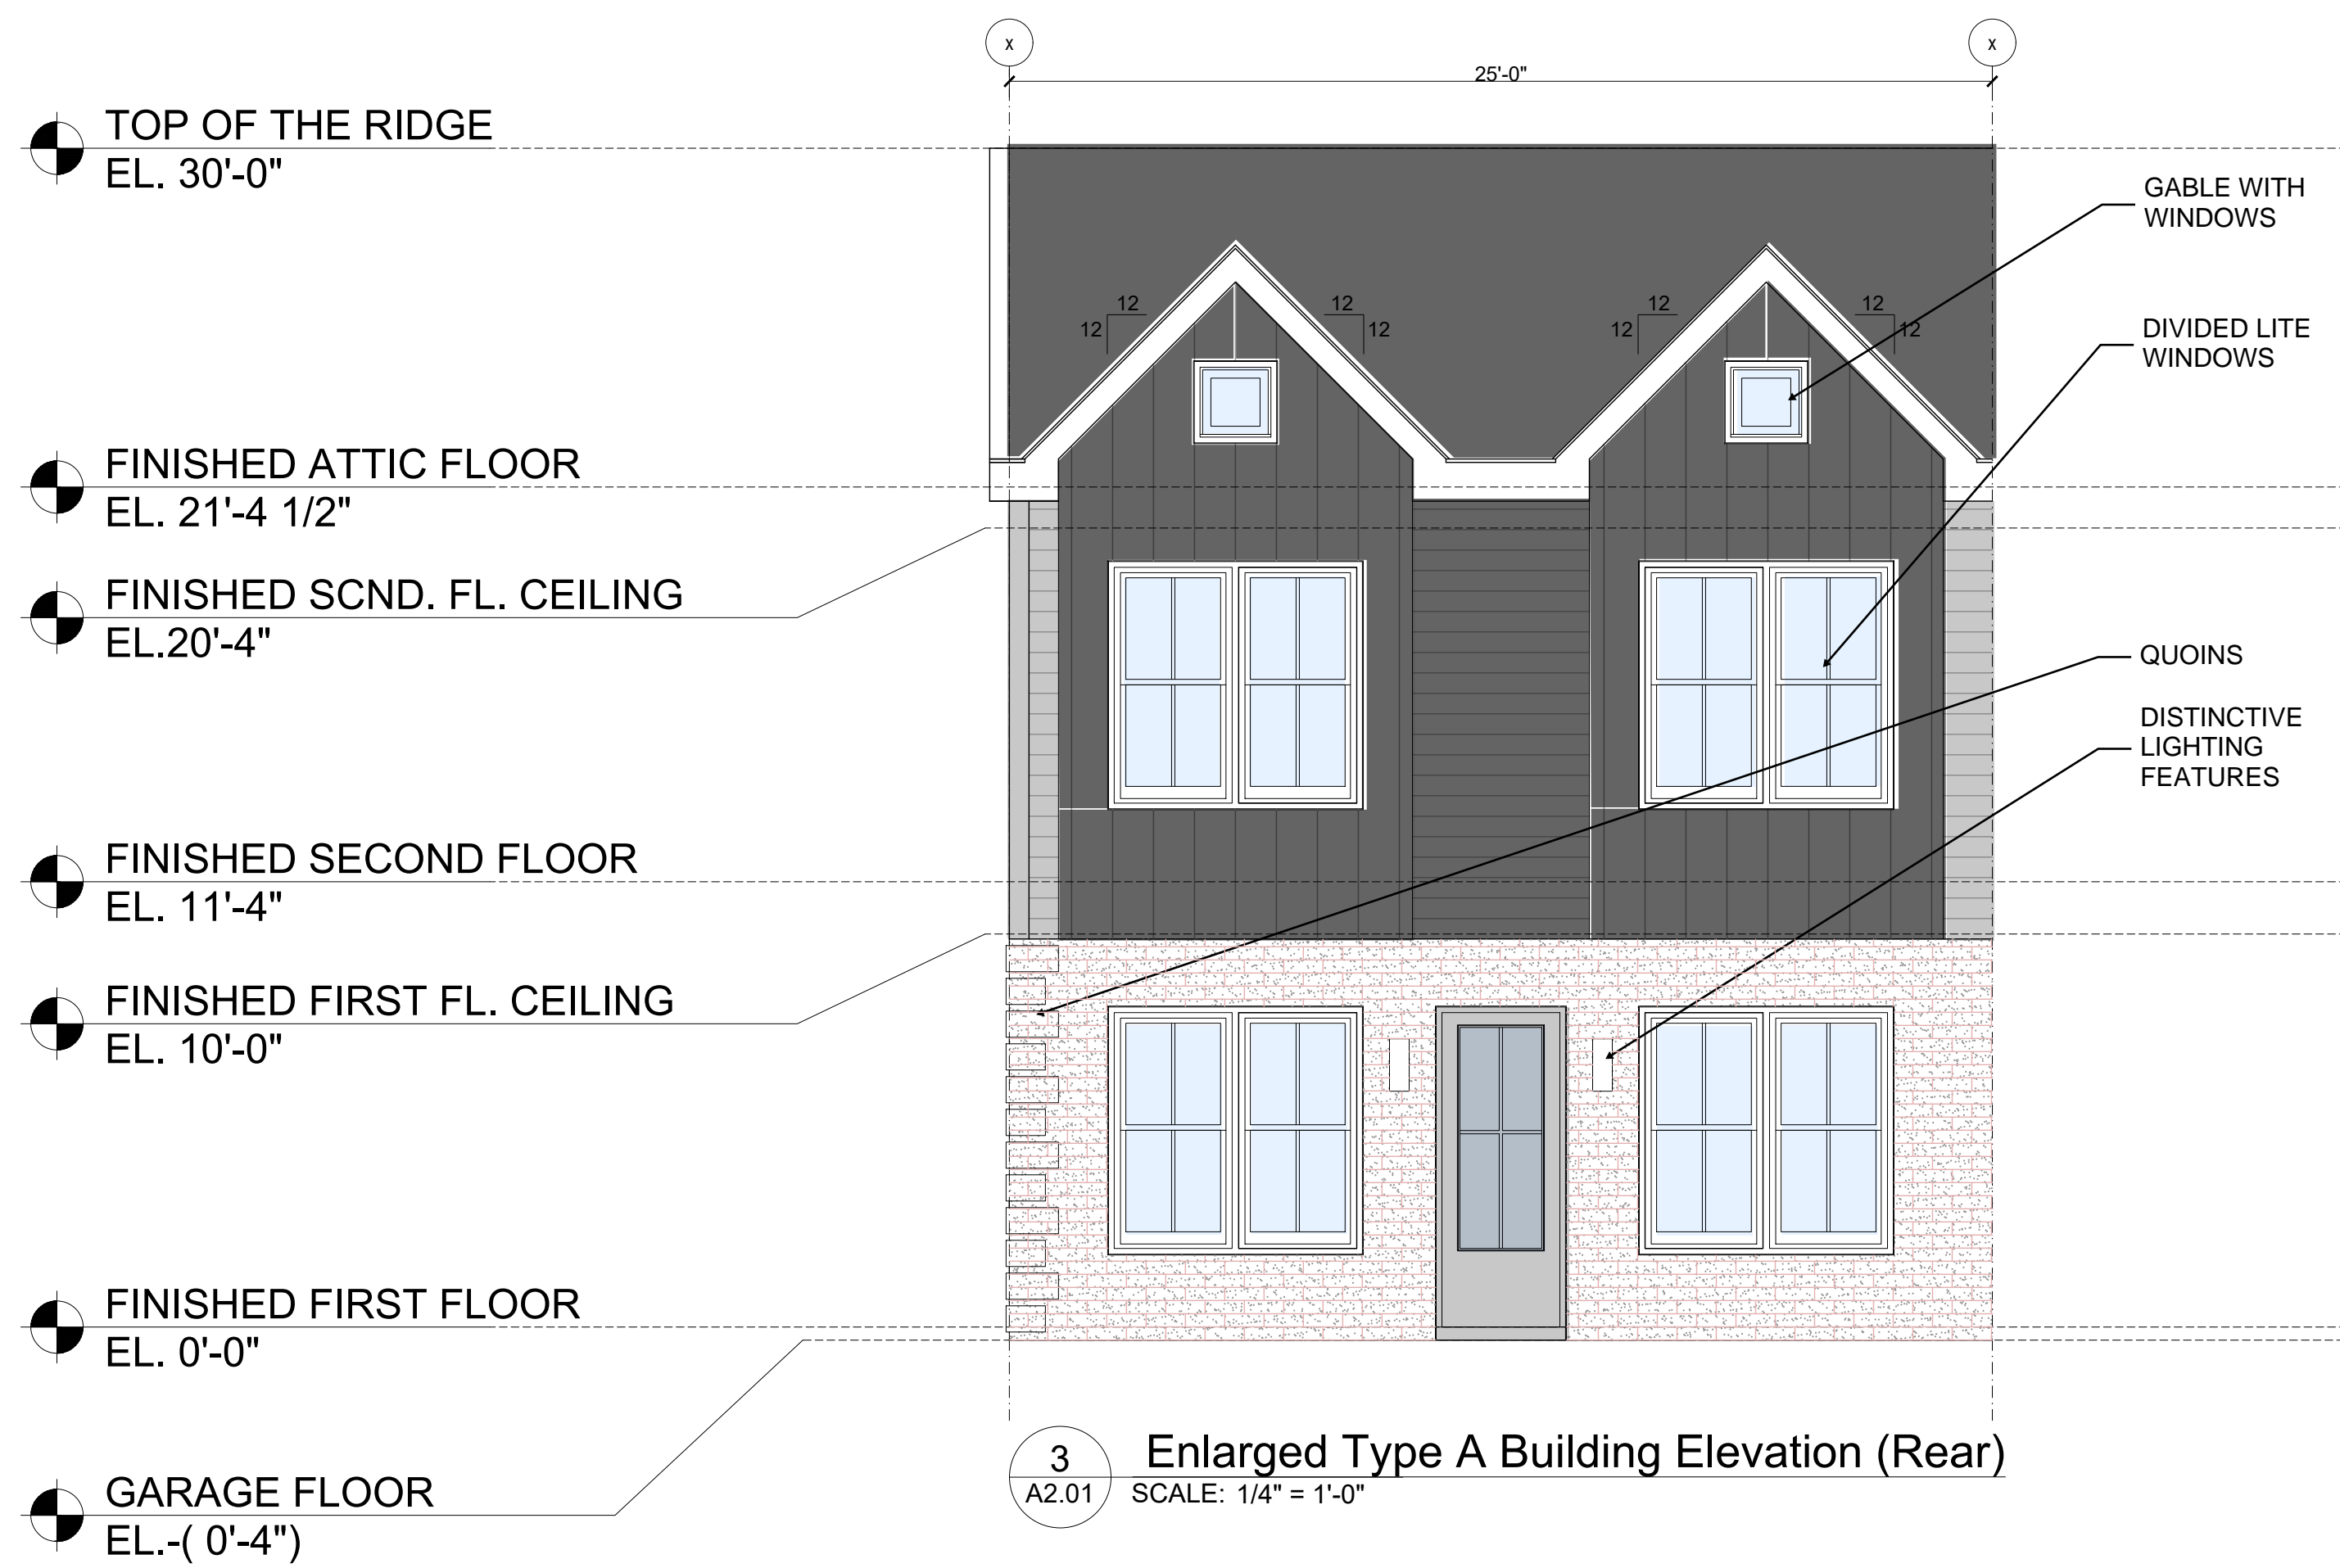 X
X
25'-0"
TOP OF THE RIDGE
EL. 30'-0"
GABLE WITH
WINDOWS
12
12
12
12
12
12
12
12
DIVIDED LITE
WINDOWS
FINISHED ATTIC FLOOR
EL. 21'-4 1/2"
FINISHED SCND. FL. CEILING
EL.20'-4"
QUOINS
DISTINCTIVE
LIGHTING
FEATURES
FINISHED SECOND FLOOR
EL. 11'-4"
FINISHED FIRST FL. CEILING
EL. 10'-0"
FINISHED FIRST FLOOR
EL. 0'-0"
GARAGE FLOOR
EL.-( 0'-4")
3
A2.01
Enlarged Type A Building Elevation (Rear)
SCALE: 1/4" = 1'-0"